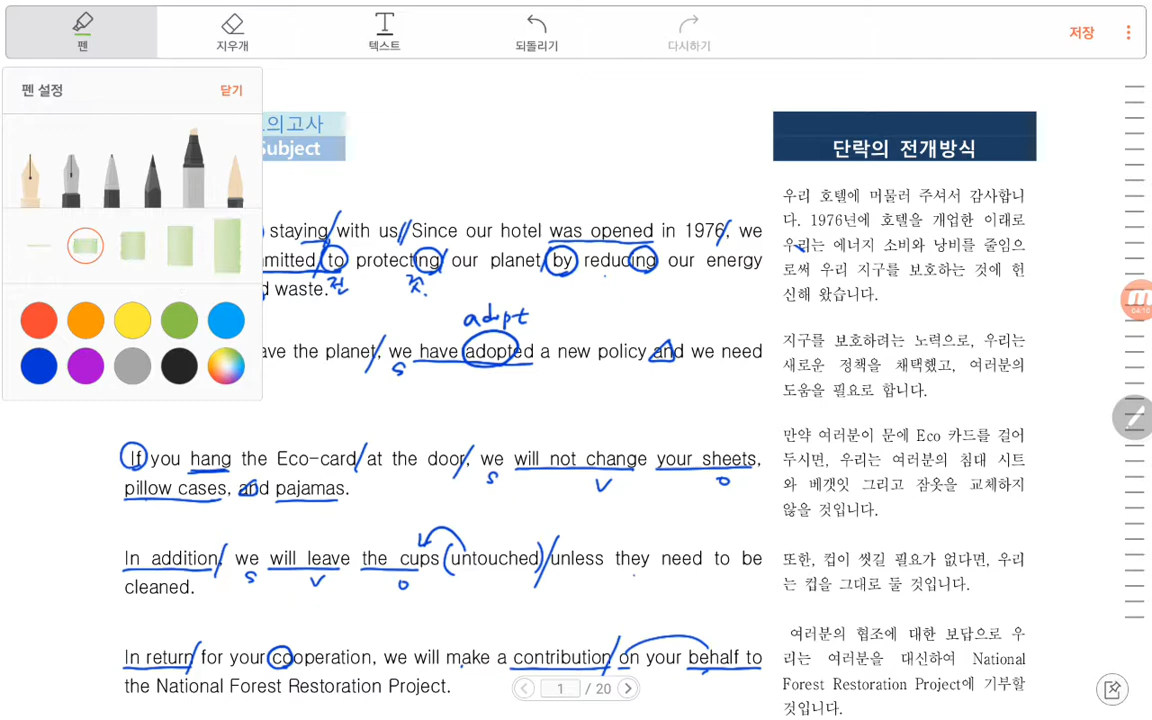 펜
지우개
텍스트
되돌리기
다시하기
저장
펜 설정
닫기
의고사
Subject
단락의 전개방식
staying with us. Since our hotel was opened in 1976, we
mitted to protecting our planet by reducing our energy
d waste.
전
adopt
ave the planet, we have adopted a new policy and we need
S
If you hang the Eco-card at the door, we will not change your sheets,
S
V
O
pillow cases, and pajamas.
In addition, we will leave the cups (untouched) unless they need to be
S
V
O
cleaned.
In return for your cooperation, we will make a contribution on your behalf to
the National Forest Restoration Project.
우리 호텔에 머물러 주셔서 감사합니
다. 1976년에 호텔을 개업한 이래로
우리는 에너지 소비와 낭비를 줄임으
로써 우리 지구를 보호하는 것에 헌
신해 왔습니다.
지구를 보호하려는 노력으로, 우리는
새로운 정책을 채택했고, 여러분의
도움을 필요로 합니다.
만약 여러분이 문에 Eco 카드를 걸어
두시면, 우리는 여러분의 침대 시트
와 베갯잇 그리고 잠옷을 교체하지
않을 것입니다.
또한, 컵이 씻길 필요가 없다면, 우리
는 컵을 그대로 둘 것입니다.
여러분의 협조에 대한 보답으로 우
리는 여러분을 대신하여 National
Forest Restoration Project에 기부할
것입니다.
1 / 20
04:10